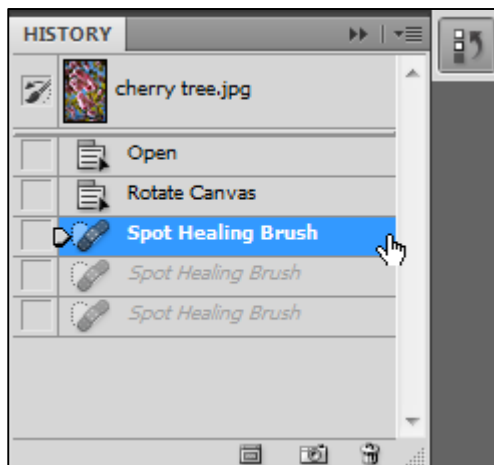 HISTORY
cherry tree.jpg
Open
Rotate Canvas
Spot Healing Brush
Spot Healing Brush
Spot Healing Brush